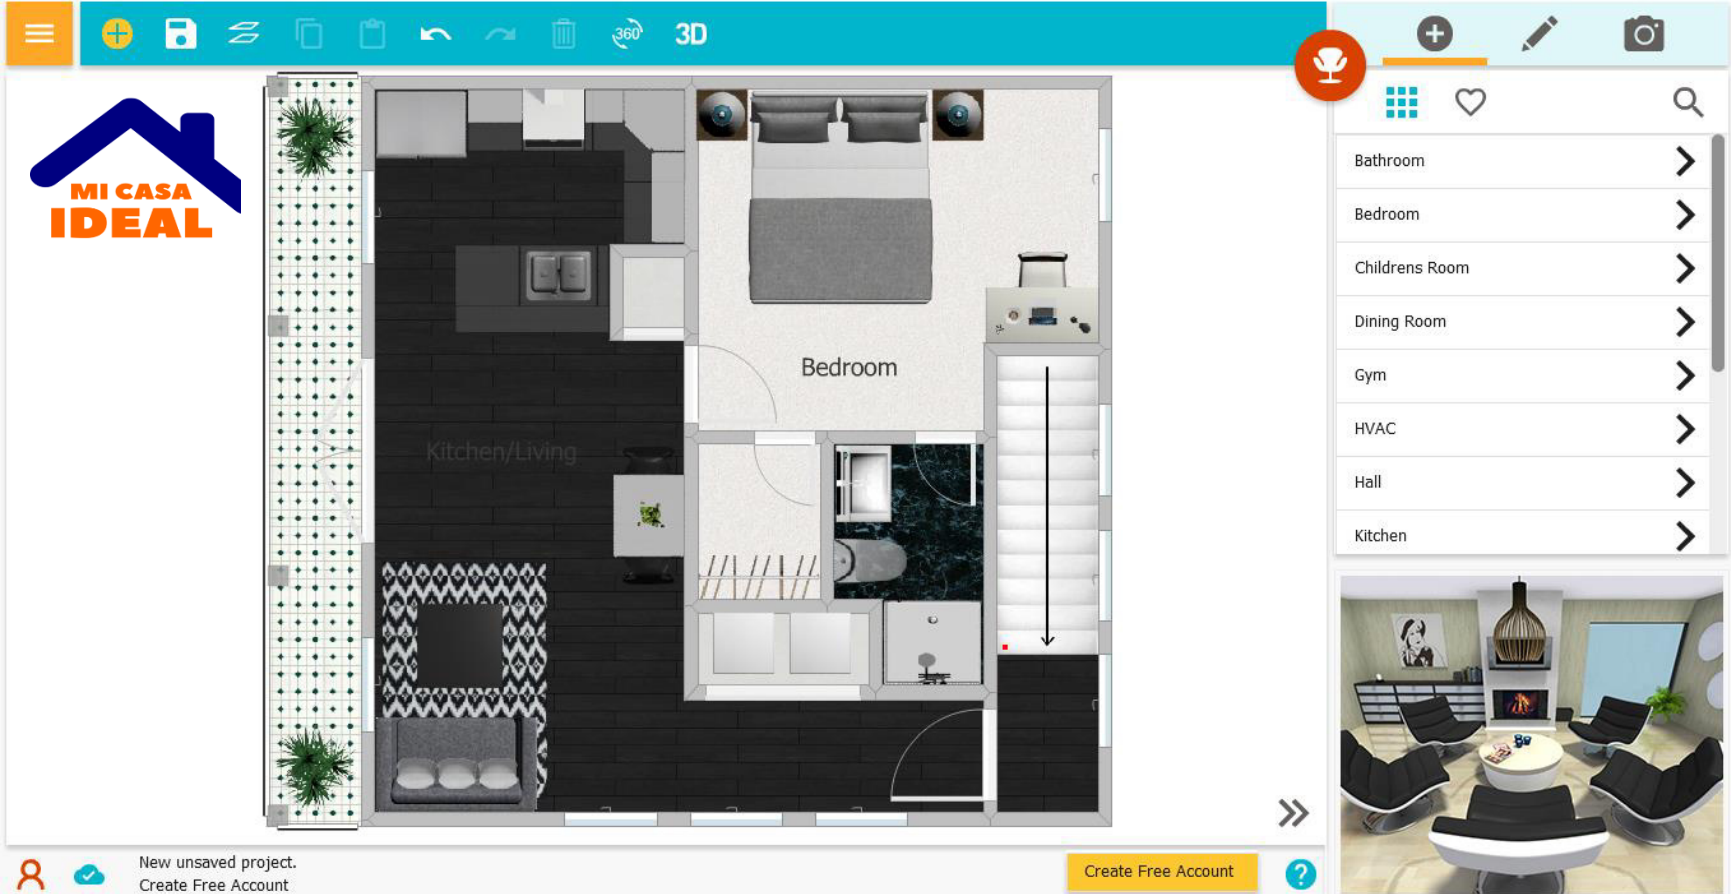 360°
3D
MI CASA
IDEAL
Bedroom
Kitchen/Living
Bathroom
Bedroom
Childrens Room
Dining Room
Gym
HVAC
Hall
Kitchen
New unsaved project.
Create Free Account
Create Free Account
?